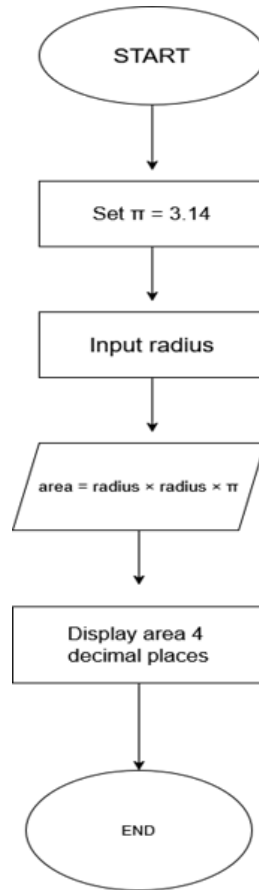 START
Set π = 3.14
Input radius
area = radius × radius × π
Display area 4
decimal places
END